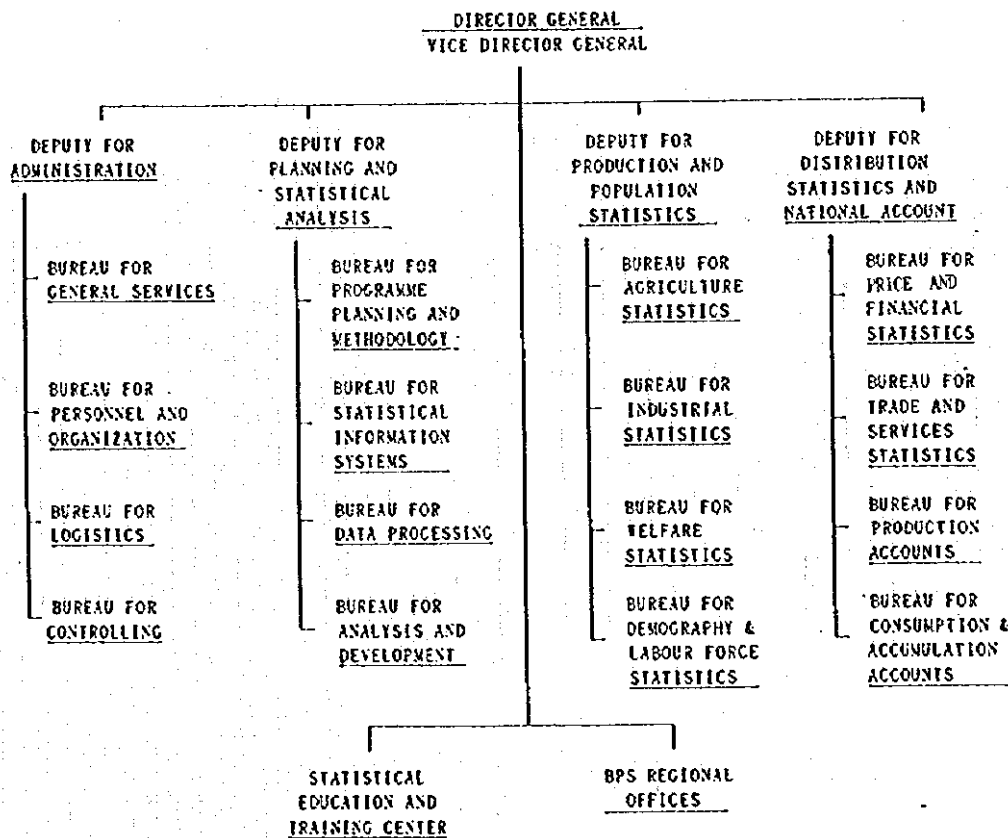 DIRECTOR GENERAL
VICE DIRECTOR GENERAL
DEPUTY FOR
ADMINISTRATION
BUREAU FOR
GENERAL SERVICES
BUREAU FOR
PERSONNEL AND
ORGANIZATION
BUREAU FOR
LOGISTICS
BUREAU FOR
CONTROLLING
DEPUTY FOR
PLANNING AND
STATISTICAL
ANALYSIS
BUREAU FOR
PROGRAMME
PLANNING AND
METHODOLOGY
BUREAU FOR
STATISTICAL
INFORMATION
SYSTEMS
BUREAU FOR
DATA PROCESSING
BUREAU FOR
ANALYSIS AND
DEVELOPMENT
DEPUTY FOR
PRODUCTION AND
POPULATION
STATISTICS
BUREAU FOR
AGRICULTURE
STATISTICS
BUREAU FOR
INDUSTRIAL
STATISTICS
BUREAU FOR
WELFARE
STATISTICS
BUREAU FOR
DEMOGRAPHY &
LABOUR FORCE
STATISTICS
DEPUTY FOR
DISTRIBUTION
STATISTICS AND
NATIONAL ACCOUNT
BUREAU FOR
PRICE AND
FINANCIAL
STATISTICS
BUREAU FOR
TRADE AND
SERVICES
STATISTICS
BUREAU FOR
PRODUCTION
ACCOUNTS
BUREAU FOR
CONSUMPTION &
ACCUMULATION
ACCOUNTS
STATISTICAL
EDUCATION AND
TRAINING CENTER
BPS REGIONAL
OFFICES